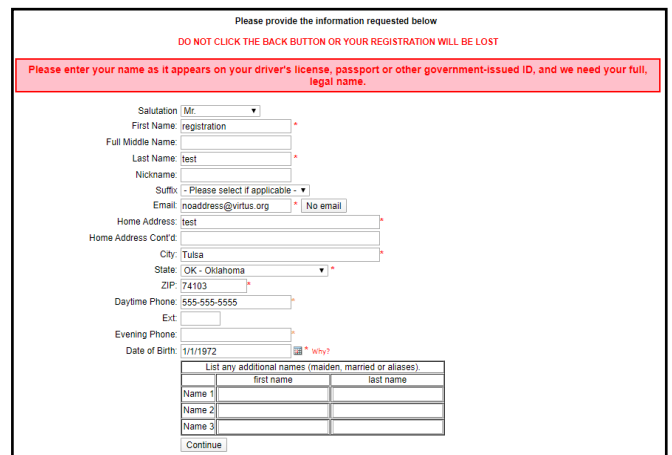 Please provide the information requested below
DO NOT CLICK THE BACK BUTTON OR YOUR REGISTRATION WILL BE LOST
Please enter your name as it appears on your driver's license, passport or other government-issued ID, and we need your full,
legal name.
Salutation Mr.
First Name: registration *
Full Middle Name:
Last Name: test *
Nickname:
Suffix - Please select if applicable -
Email: noaddress@virtus.org * No email
Home Address: test *
Home Address Cont'd:
City: Tulsa *
State: OK - Oklahoma *
ZIP: 74103 *
Daytime Phone: 555-555-5555 *
Ext:
Evening Phone: *
Date of Birth: 1/1/1972 * Why?
List any additional names (maiden, married or aliases).
first name last name
Name 1
Name 2
Name 3
Continue